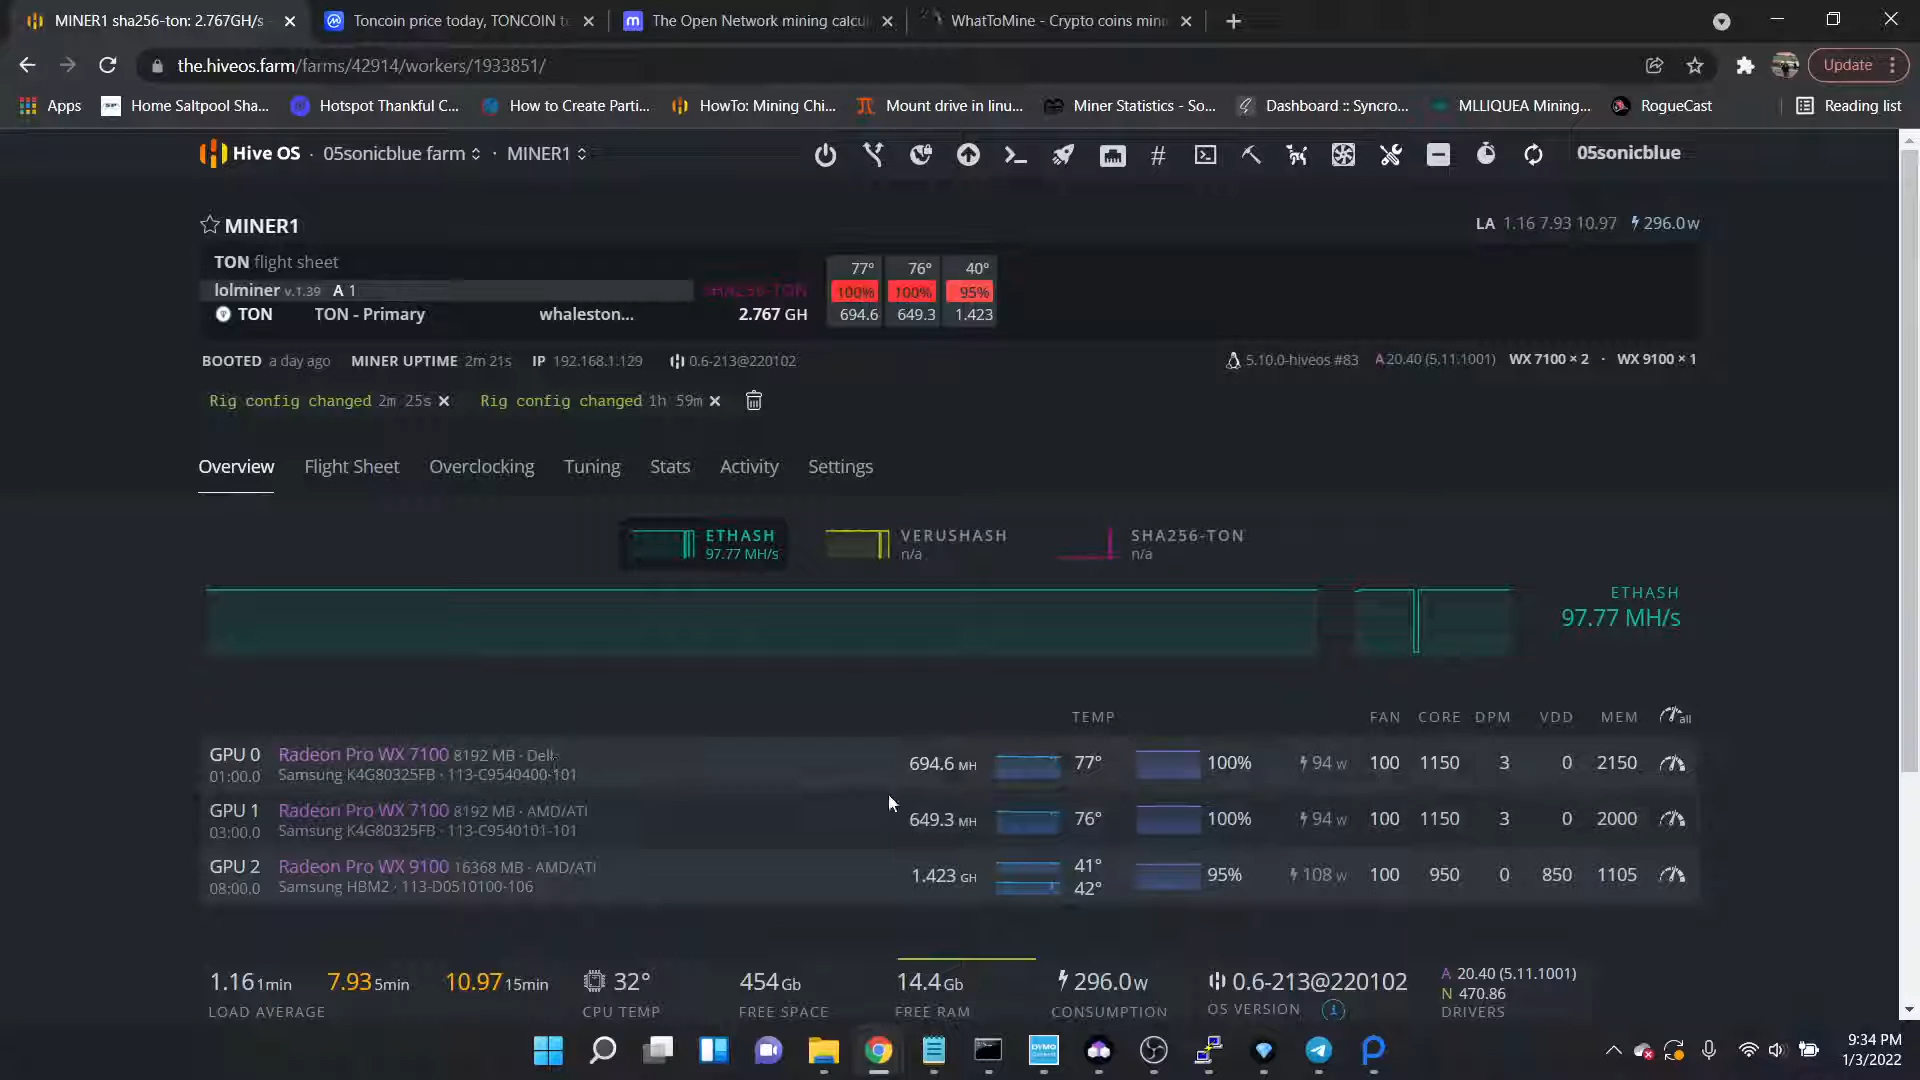 MINER1 sha256-ton: 2.767GH/s
Toncoin price today, TONCOIN to
The Open Network mining calcu
WhatToMine - Crypto coins min
the.hiveos.farm/farms/42914/workers/1933851/
Update
Apps
Home Saltpool Sha...
Hotspot Thankful C...
How to Create Parti...
HowTo: Mining Chi...
Mount drive in linu...
Miner Statistics - So...
Dashboard :: Syncro...
MLLIQUEA Mining...
RogueCast
Reading list
Hive OS · 05sonicblue farm · MINER1
05sonicblue
MINER1
LA 1.16 7.93 10.97 296.0 w
TON flight sheet
77° 76° 40°
lolminer v.1.39 A 1 SHA256-TON
100% 100% 95%
TON TON - Primary whaleston... 2.767 GH
694.6 649.3 1.423
BOOTED a day ago MINER UPTIME 2m 21s IP 192.168.1.129 0.6-213@220102
5.10.0-hiveos #83 A 20.40 (5.11.1001) WX 7100 × 2 · WX 9100 × 1
Rig config changed 2m 25s × Rig config changed 1h 59m ×
Overview Flight Sheet Overclocking Tuning Stats Activity Settings
ETHASH
97.77 MH/s
VERUSHASH
n/a
SHA256-TON
n/a
ETHASH
97.77 MH/s
TEMP FAN CORE DPM VDD MEM all
GPU 0 Radeon Pro WX 7100 8192 MB · Dell
01:00.0 Samsung K4G80325FB · 113-C9540400-101
694.6 MH 77° 100% 94 w 100 1150 3 0 2150
GPU 1 Radeon Pro WX 7100 8192 MB · AMD/ATI
03:00.0 Samsung K4G80325FB · 113-C9540101-101
649.3 MH 76° 100% 94 w 100 1150 3 0 2000
GPU 2 Radeon Pro WX 9100 16368 MB · AMD/ATI
08:00.0 Samsung HBM2 · 113-D0510100-106
1.423 GH 41° 42° 95% 108 w 100 950 0 850 1105
1.16 1min 7.93 5min 10.97 15min
LOAD AVERAGE
32°
CPU TEMP
454 Gb
FREE SPACE
14.4 Gb
FREE RAM
296.0 w
CONSUMPTION
0.6-213@220102
OS VERSION
A 20.40 (5.11.1001)
N 470.86
DRIVERS
DYMO
9:34 PM
1/3/2022